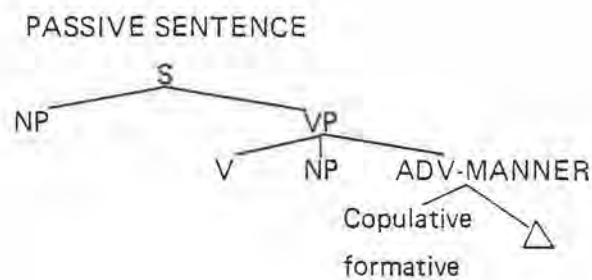 PASSIVE SENTENCE
S
NP VP
V NP ADV-MANNER
Copulative
formative